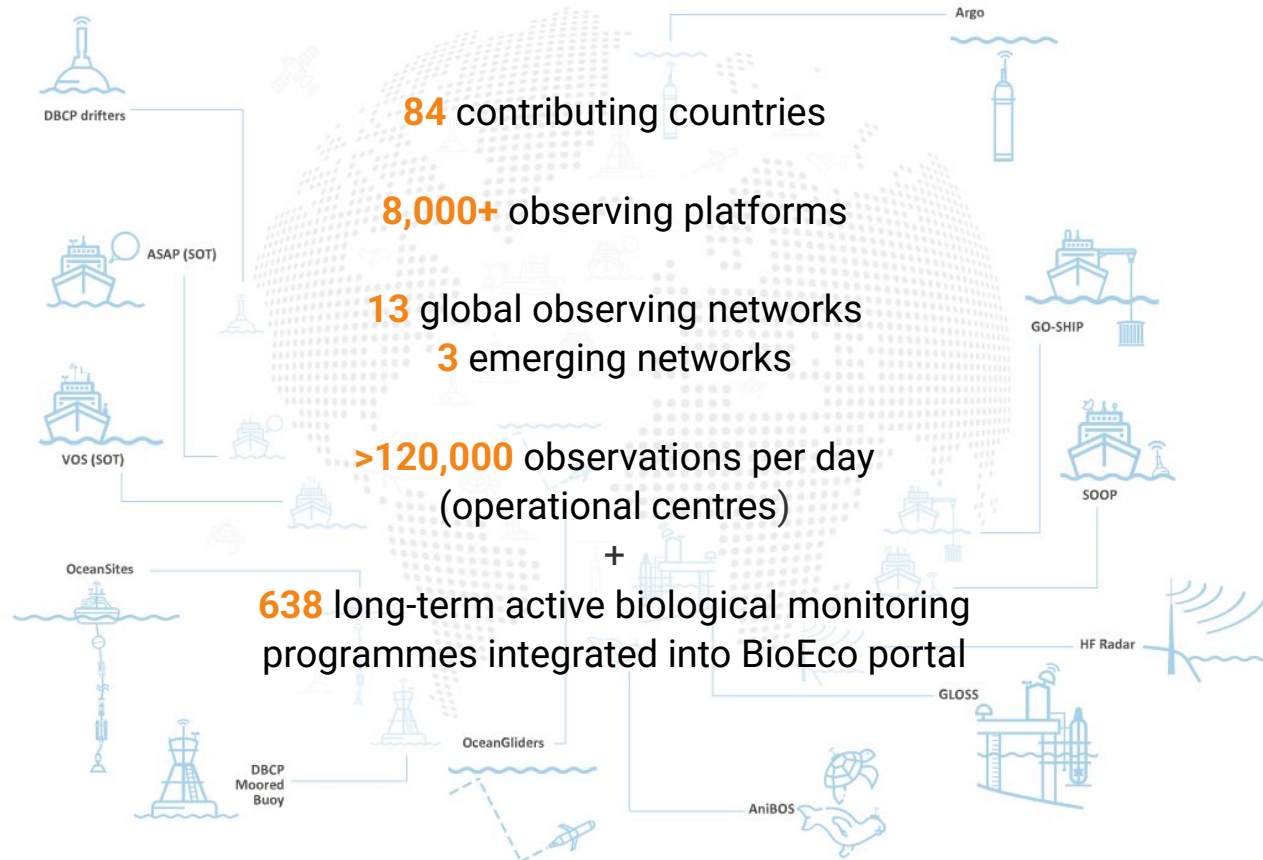 Argo
DBCP drifters
84 contributing countries
8,000+ observing platforms
ASAP (SOT)
13 global observing networks
GO-SHIP
3 emerging networks
VOS (SOT)
>120,000 observations per day
SOOP
(operational centres)
+
OceanSites
638 long-term active biological monitoring
programmes integrated into BioEco portal
HF Radar
GLOSS
OceanGliders
DBCP
Moored
Buoy
AniBOS